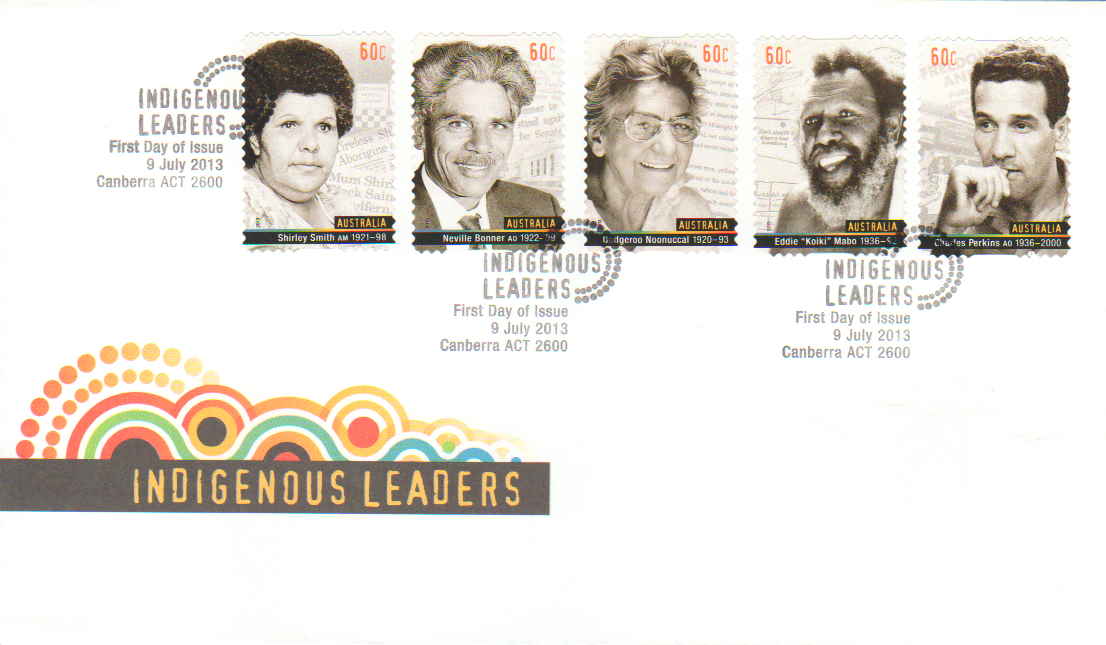 60c
60c
60c
60c
60c
INDIGENOUS
LEADERS
First Day of Issue
9 July 2013
Canberra ACT 2600
AUSTRALIA
Shirley Smith AM 1921–98
AUSTRALIA
Neville Bonner AO 1922–99
AUSTRALIA
Oodgeroo Noonuccal 1920–93
AUSTRALIA
Eddie "Koiki" Mabo 1936–9
AUSTRALIA
Charles Perkins AO 1936–2000
INDIGENOUS
LEADERS
First Day of Issue
9 July 2013
Canberra ACT 2600
INDIGENOUS
LEADERS
First Day of Issue
9 July 2013
Canberra ACT 2600
INDIGENOUS LEADERS